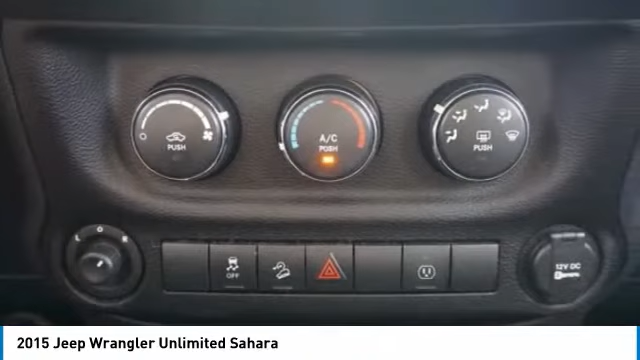 PUSH
A/C
PUSH
PUSH
L O R
OFF
12V DC
2015 Jeep Wrangler Unlimited Sahara